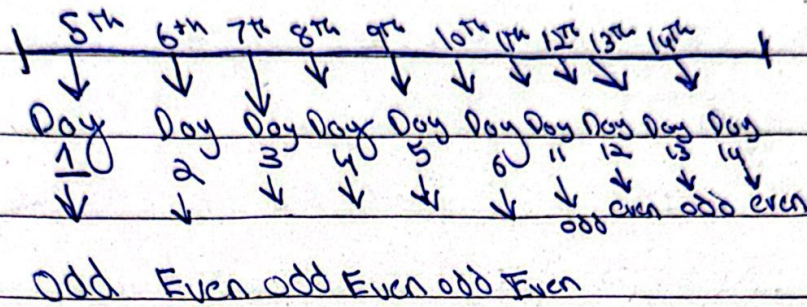 5th 6th 7th 8th 9th 10th 11th 12th 13th 14th
Day Day Day Day Day Day Day Day Day Day
1 2 3 4 5 6 11 12 13 14
odd even odd even
Odd Even odd Even odd Even